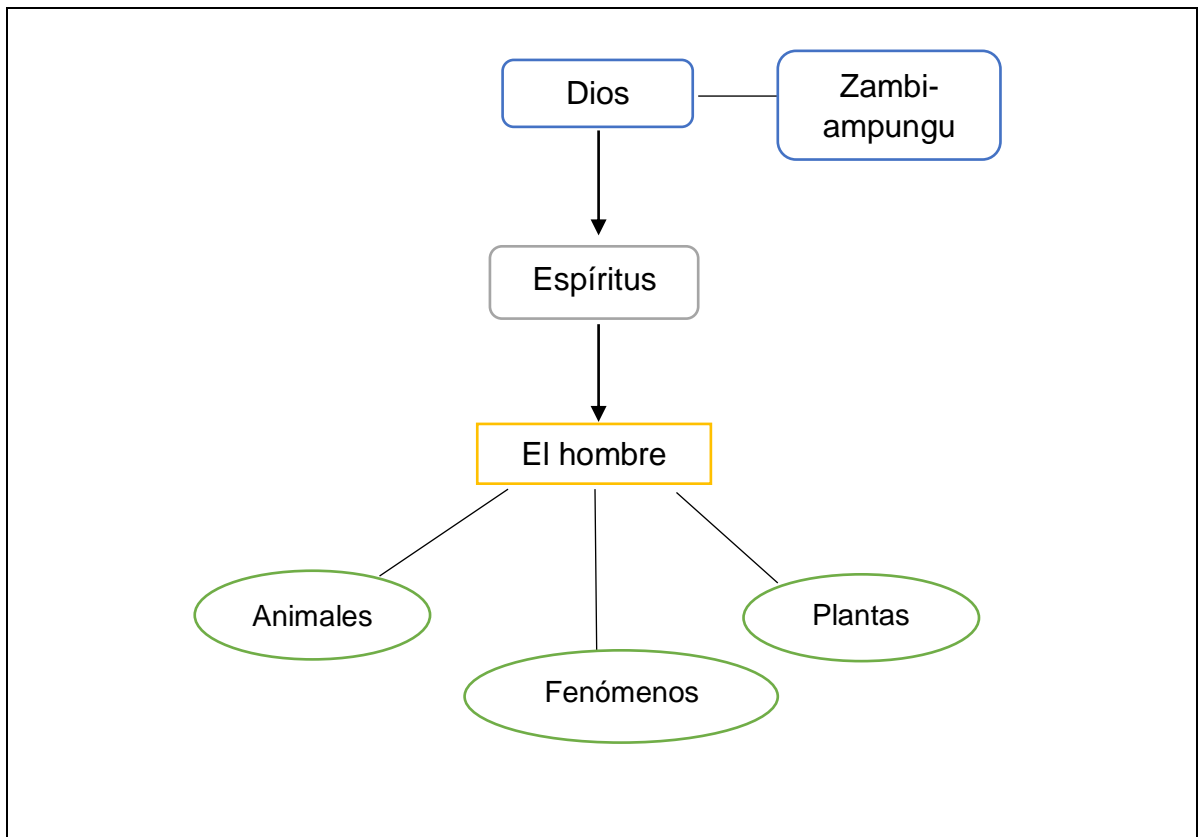 Dios
Zambi-
ampungu
Espíritus
El hombre
Animales
Plantas
Fenómenos